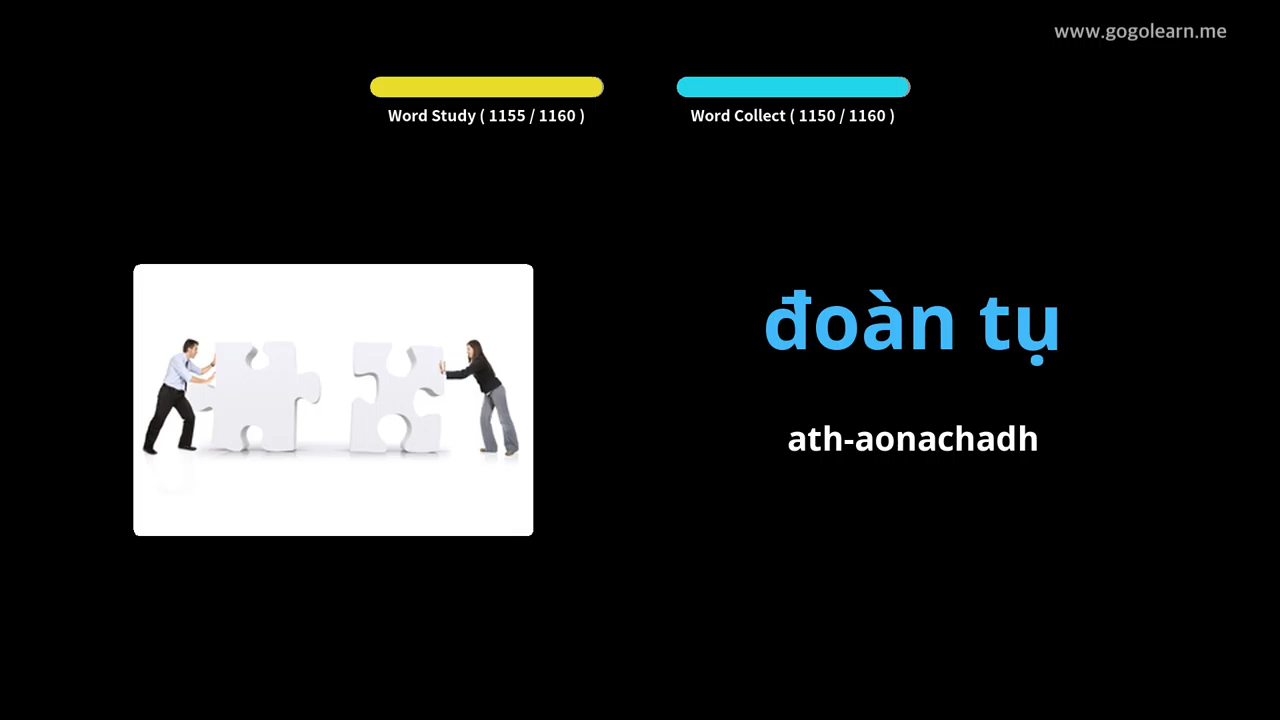 www.gogolearn.me
Word Study ( 1155 / 1160 )
Word Collect ( 1150 / 1160 )
đoàn tụ
ath-aonachadh